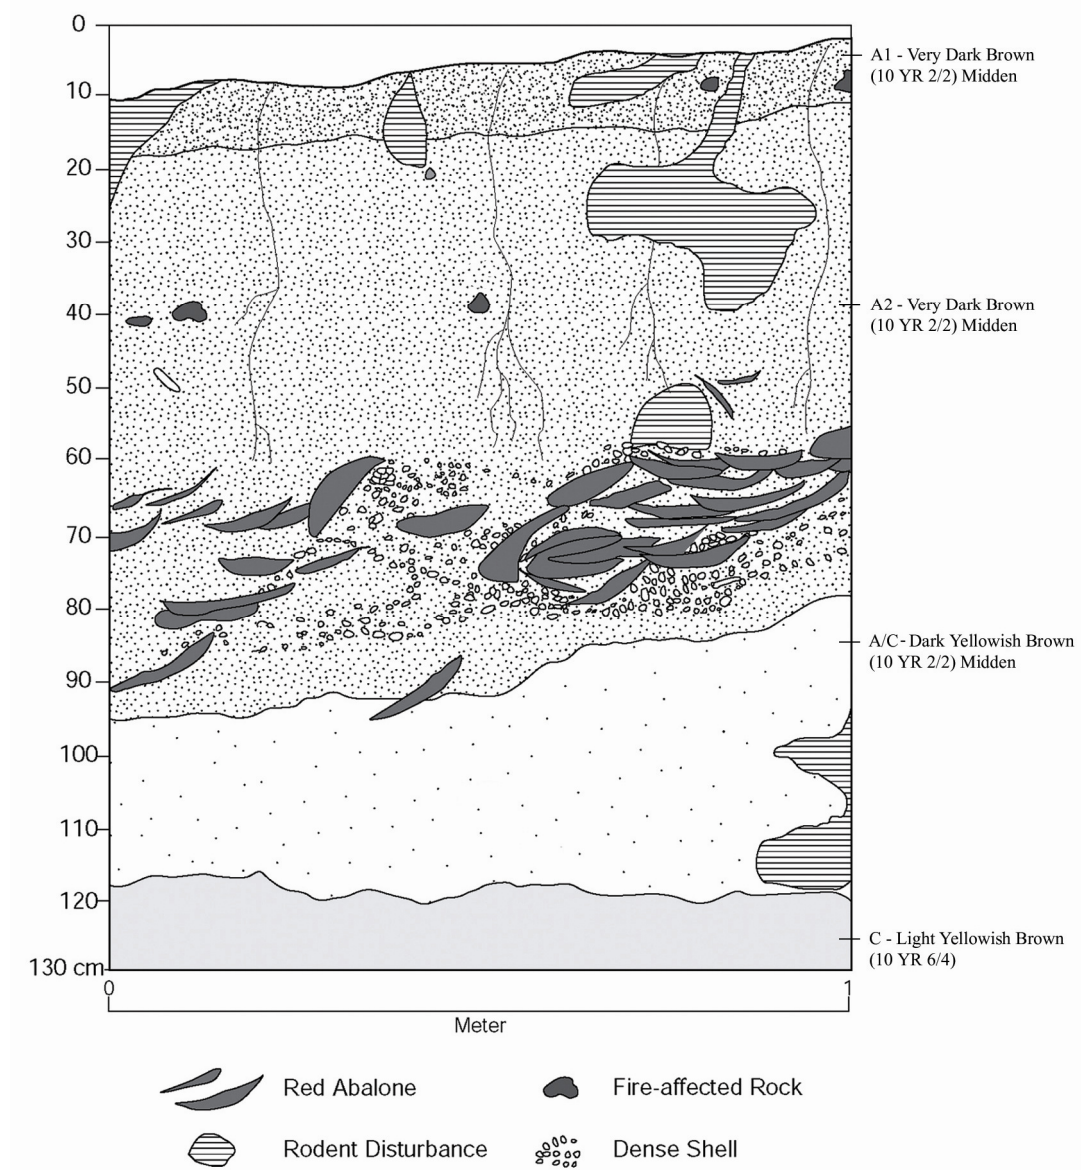 0
10
20
30
40
50
60
70
80
90
100
110
120
130 cm
A1 - Very Dark Brown
(10 YR 2/2) Midden
A2 - Very Dark Brown
(10 YR 2/2) Midden
A/C- Dark Yellowish Brown
(10 YR 2/2) Midden
C - Light Yellowish Brown
(10 YR 6/4)
0
1
Meter
Red Abalone
Fire-affected Rock
Rodent Disturbance
Dense Shell